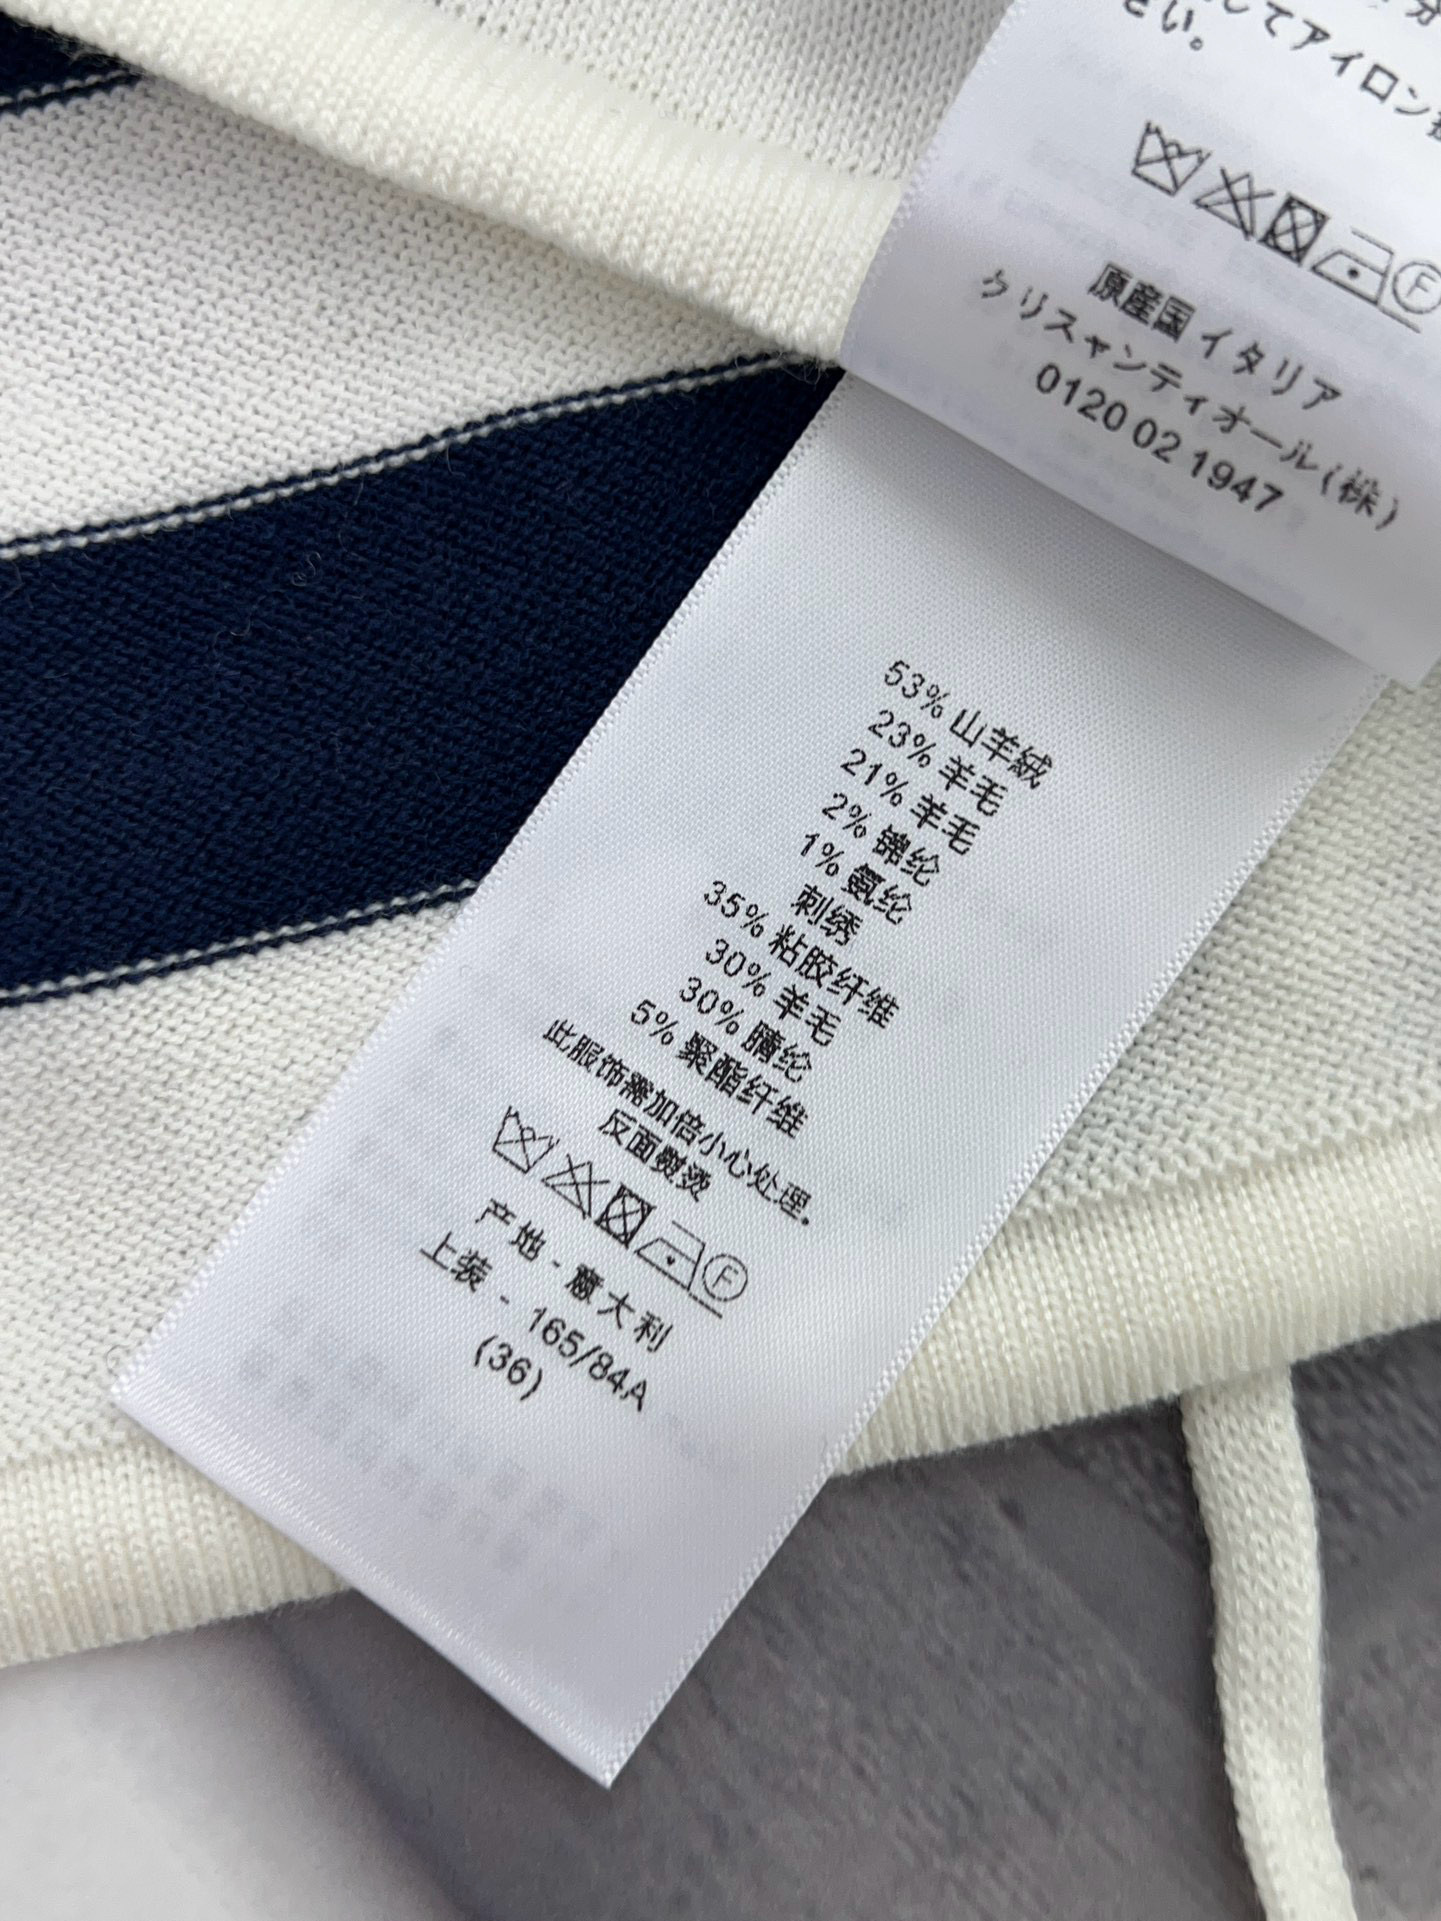 さい。
してアイロン
原産国 イタリア
クリスチャンディオール(株)
0120 02 1947
53% 山羊絨
23% 羊毛
21% 羊毛
2% 锦纶
1% 氨纶
刺绣
35% 粘胶纤维
30% 羊毛
30% 腈纶
5% 聚酯纤维
此服饰需加倍小心处理.
反面熨烫
F
产地 - 意大利
上装 - 165/84A
(36)